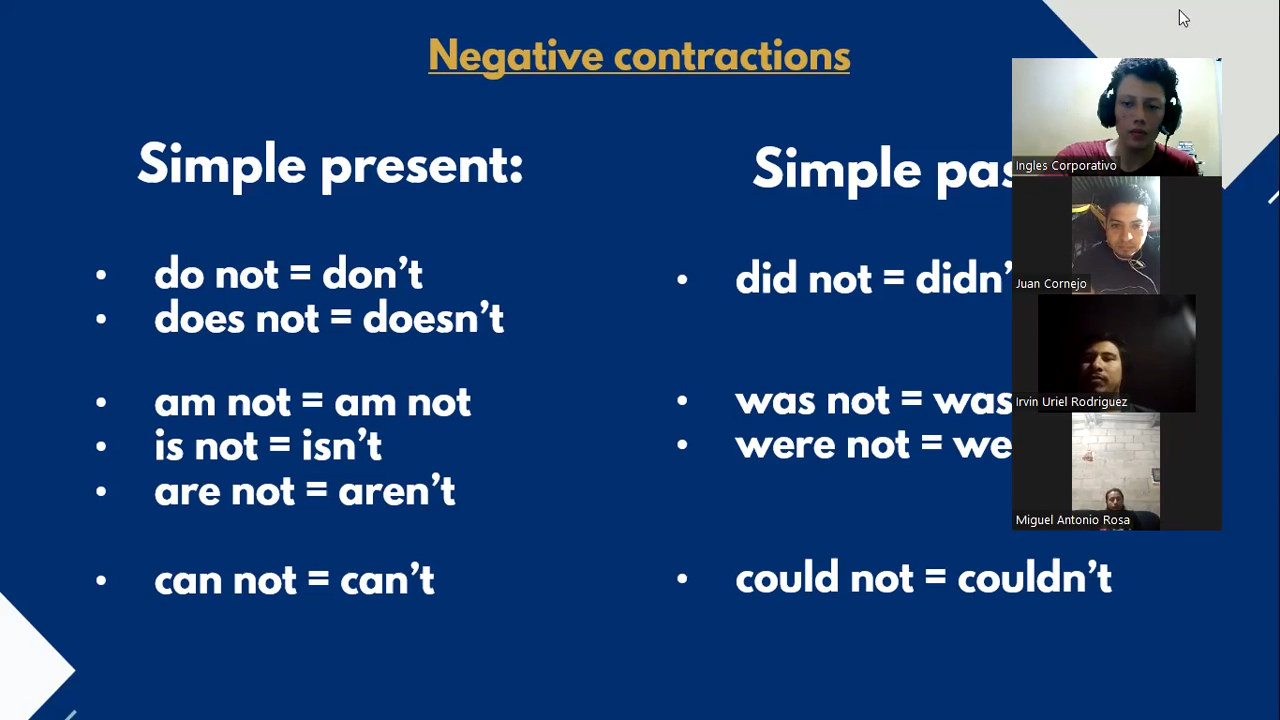 Negative contractions
Simple present:
• do not = don't
• does not = doesn't
• am not = am not
• is not = isn't
• are not = aren't
• can not = can't
Simple pas
• did not = didn'
• was not = was
• were not = we
• could not = couldn't
Ingles Corporativo
Juan Cornejo
Irvin Uriel Rodriguez
Miguel Antonio Rosa